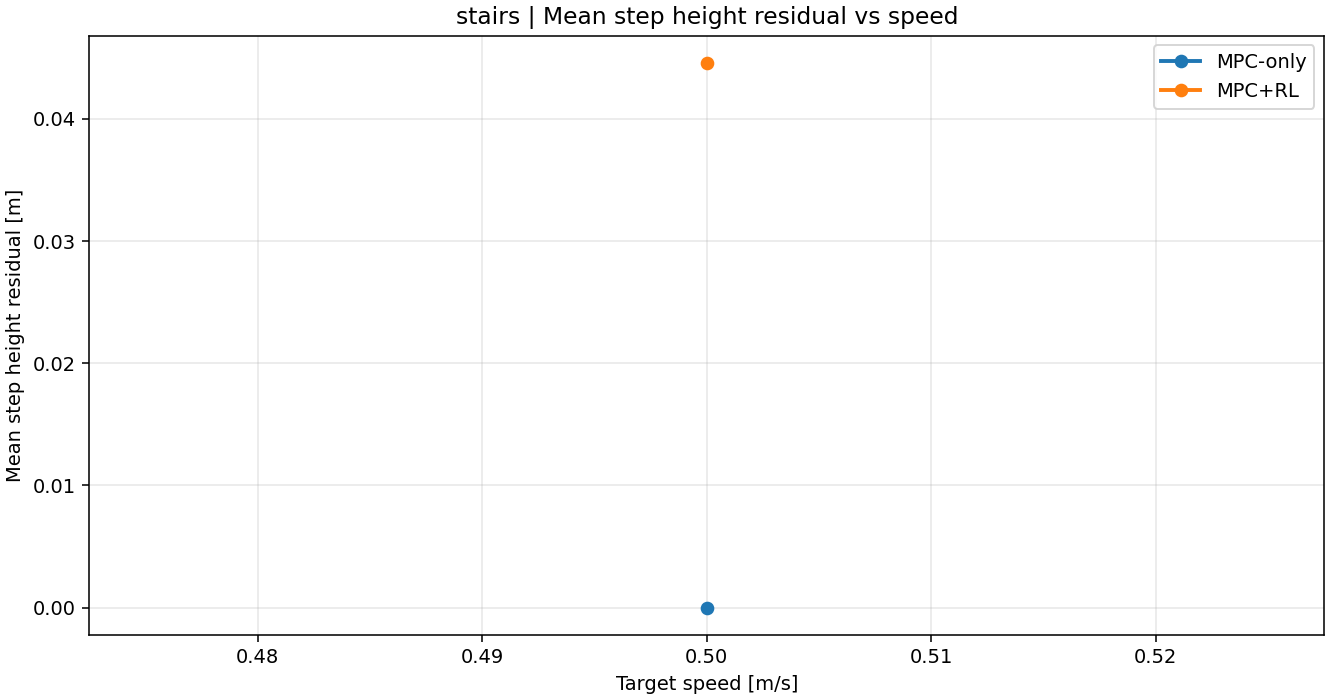 stairs | Mean step height residual vs speed
MPC-only
MPC+RL
Mean step height residual [m]
0.04
0.03
0.02
0.01
0.00
0.48
0.49
0.50
0.51
0.52
Target speed [m/s]